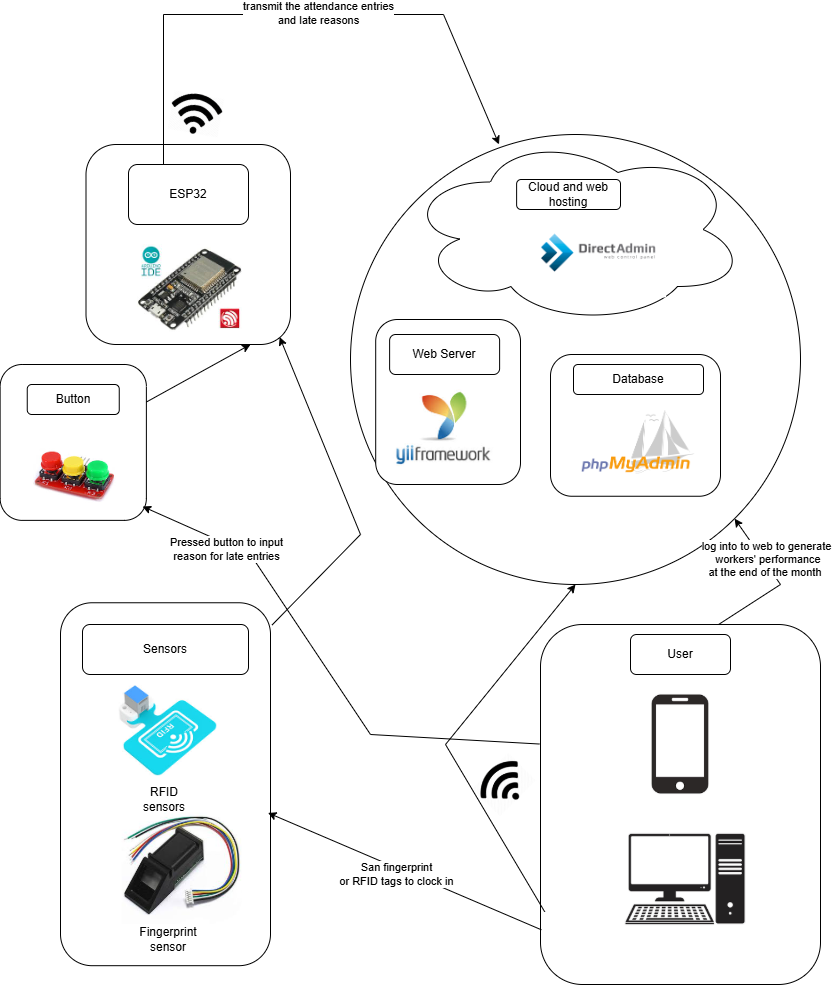 transmit the attendance entries
and late reasons
ESP32
ARDUINO
IDE
Cloud and web
hosting
DirectAdmin
web control panel
Web Server
yiiframework
Database
phpMyAdmin
Button
Pressed button to input
reason for late entries
log into to web to generate
workers' performance
at the end of the month
Sensors
RFID
RFID
sensors
Fingerprint
sensor
San fingerprint
or RFID tags to clock in
User